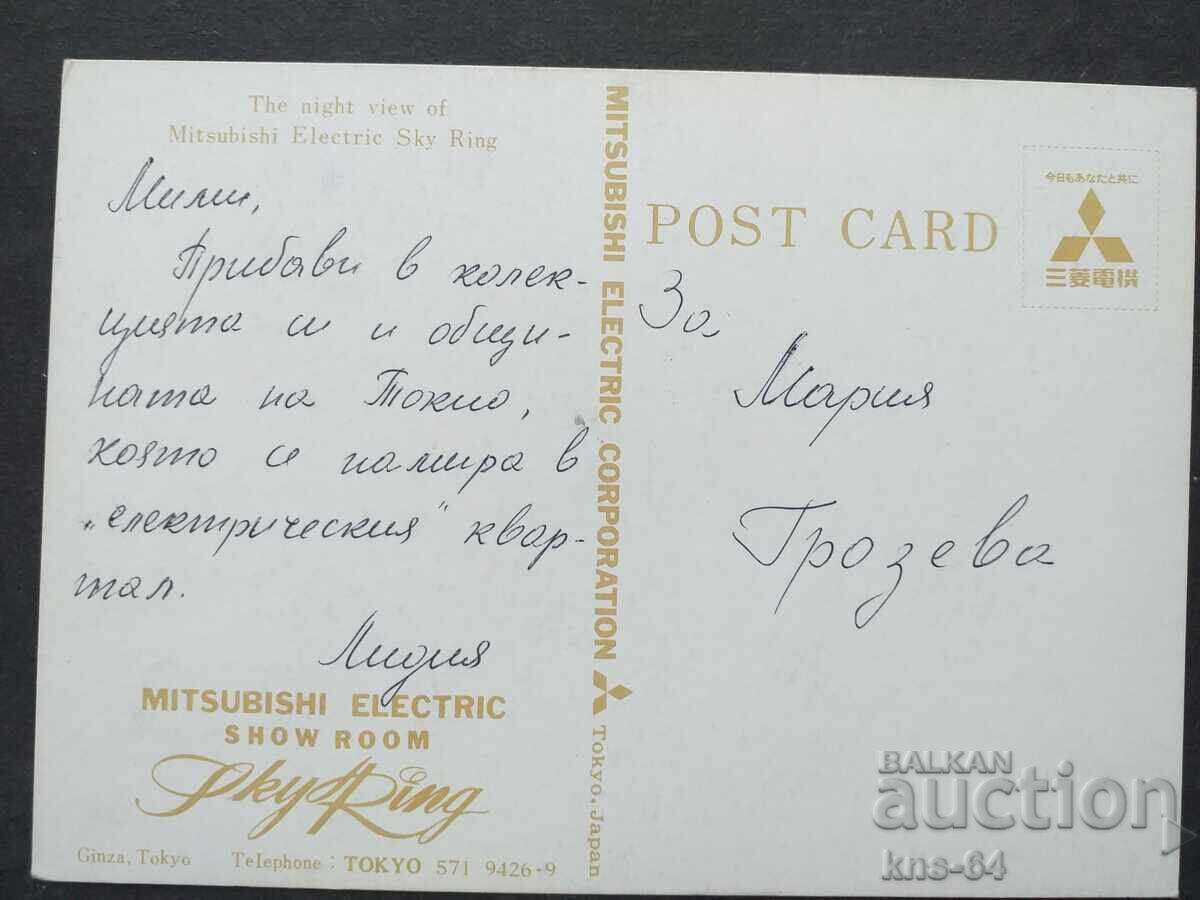 The night view of
Mitsubishi Electric Sky Ring
Мили,
Прибави в колек-
цията си и общи-
ната на Токио,
която се намира в
„електрическия" квар-
тал.
Лидия
MITSUBISHI ELECTRIC
SHOW ROOM
Sky Ring
Ginza, Tokyo Telephone : TOKYO 571 9426-9
MITSUBISHI ELECTRIC CORPORATION
Tokyo, Japan
POST CARD
今日もあなたと共に
三菱電機
За
Мария
Грозева
BALKAN
auction
kns-64